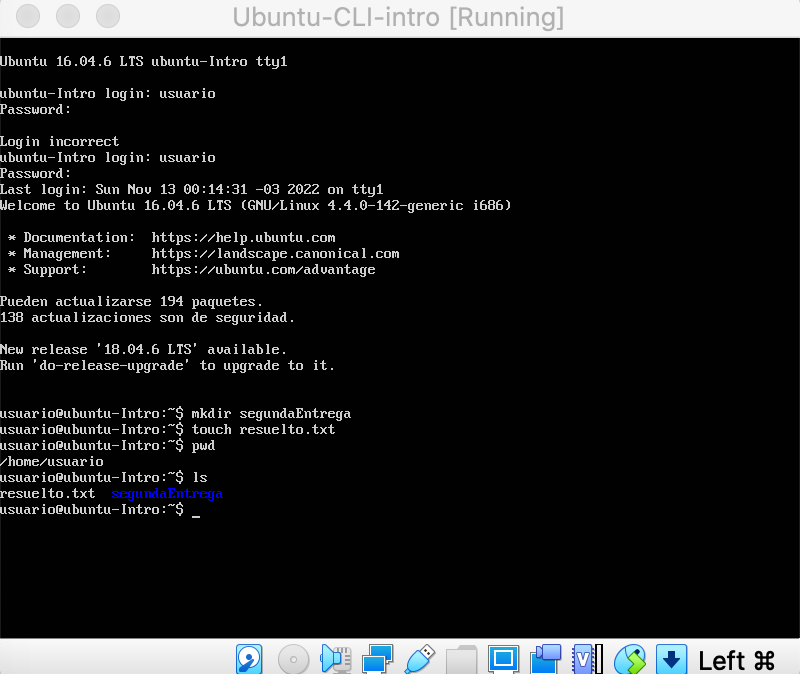 Ubuntu-CLI-intro [Running]
Ubuntu 16.04.6 LTS ubuntu-Intro tty1
ubuntu-Intro login: usuario
Password:
Login incorrect
ubuntu-Intro login: usuario
Password:
Last login: Sun Nov 13 00:14:31 -03 2022 on tty1
Welcome to Ubuntu 16.04.6 LTS (GNU/Linux 4.4.0-142-generic i686)
* Documentation:  https://help.ubuntu.com
* Management:     https://landscape.canonical.com
* Support:        https://ubuntu.com/advantage
Pueden actualizarse 194 paquetes.
138 actualizaciones son de seguridad.
New release '18.04.6 LTS' available.
Run 'do-release-upgrade' to upgrade to it.
usuario@ubuntu-Intro:~$ mkdir segundaEntrega
usuario@ubuntu-Intro:~$ touch resuelto.txt
usuario@ubuntu-Intro:~$ pwd
/home/usuario
usuario@ubuntu-Intro:~$ ls
resuelto.txt  segundaEntrega
usuario@ubuntu-Intro:~$ _
V
Left ⌘